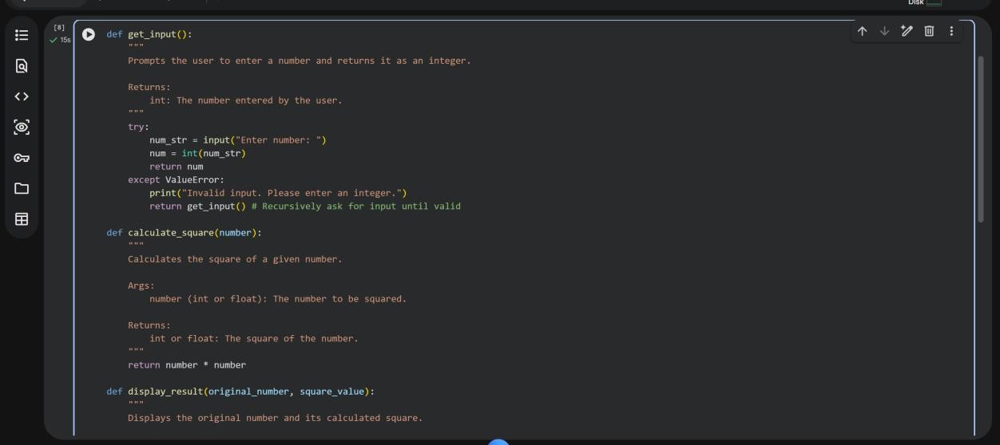 Disk
[8]
15s
def get_input():
    """
    Prompts the user to enter a number and returns it as an integer.

    Returns:
        int: The number entered by the user.
    """
    try:
        num_str = input("Enter number: ")
        num = int(num_str)
        return num
    except ValueError:
        print("Invalid input. Please enter an integer.")
        return get_input() # Recursively ask for input until valid

def calculate_square(number):
    """
    Calculates the square of a given number.

    Args:
        number (int or float): The number to be squared.

    Returns:
        int or float: The square of the number.
    """
    return number * number

def display_result(original_number, square_value):
    """
    Displays the original number and its calculated square.